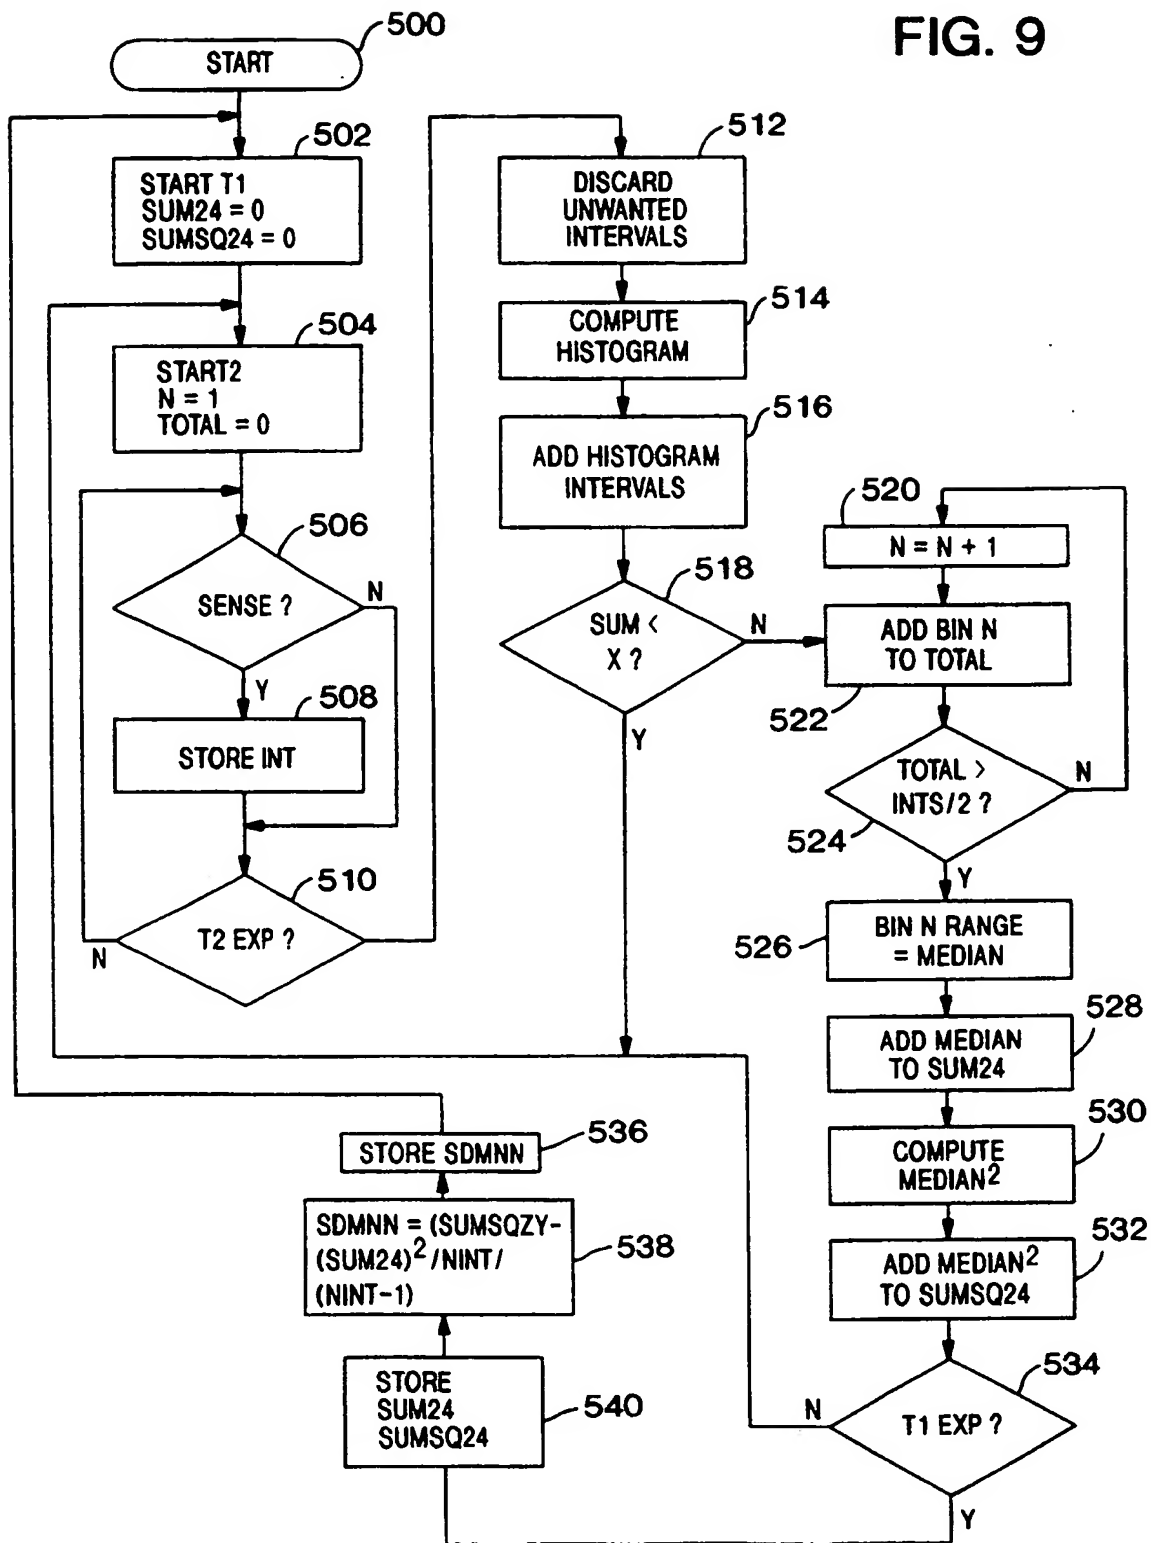 FIG. 9
500
START
502
START T1
SUM24 = 0
SUMSQ24 = 0
504
START2
N = 1
TOTAL = 0
506
SENSE ?
N
Y
508
STORE INT
510
T2 EXP ?
N
512
DISCARD
UNWANTED
INTERVALS
514
COMPUTE
HISTOGRAM
516
ADD HISTOGRAM
INTERVALS
518
SUM <
X ?
N
Y
520
N = N + 1
ADD BIN N
TO TOTAL
522
TOTAL >
INTS/2 ?
N
524
Y
BIN N RANGE
= MEDIAN
526
528
ADD MEDIAN
TO SUM24
530
COMPUTE
MEDIAN²
532
ADD MEDIAN²
TO SUMSQ24
534
T1 EXP ?
N
Y
STORE SDMNN
536
SDMNN = (SUMSQZY-
(SUM24)²/NINT/
(NINT-1)
538
STORE
SUM24
SUMSQ24
540